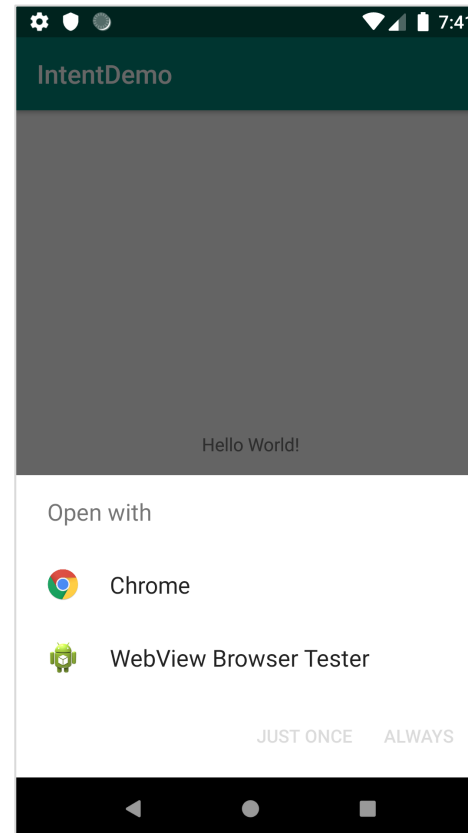 7:41
IntentDemo
Hello World!
Open with
Chrome
WebView Browser Tester
JUST ONCE ALWAYS